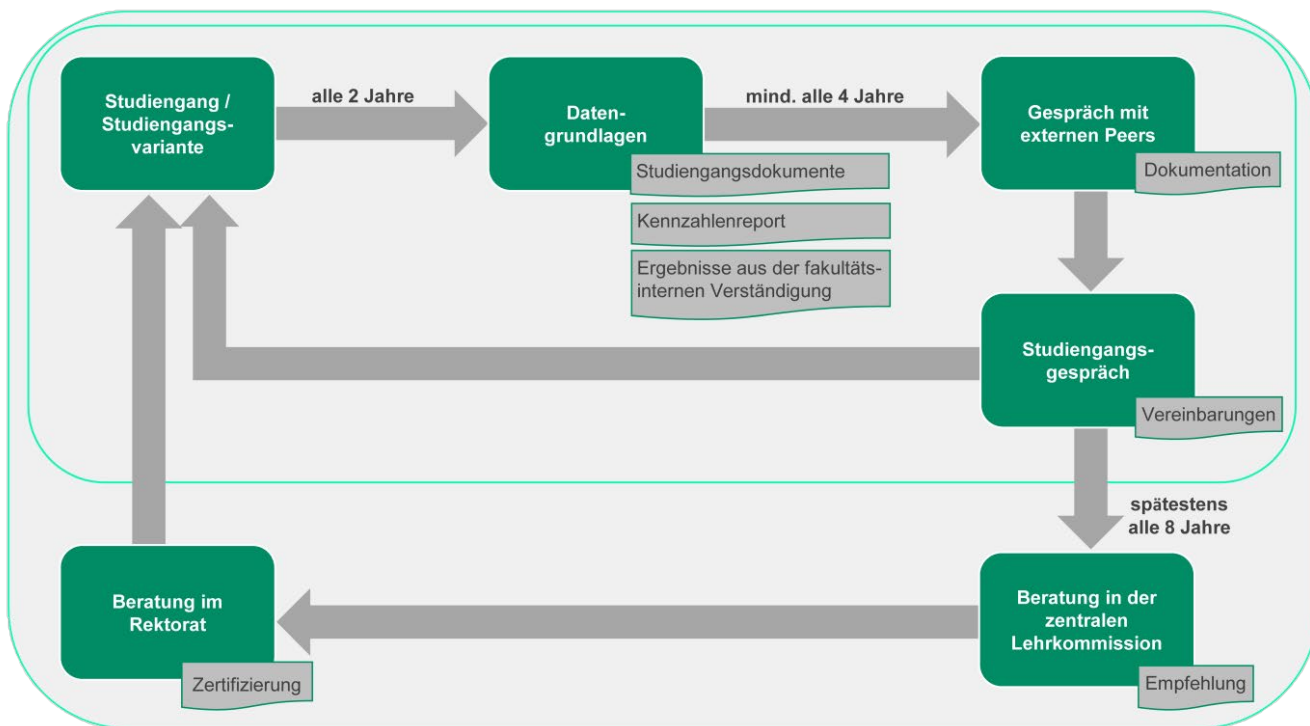 Studiengang /
Studiengangs-
variante
alle 2 Jahre
Daten-
grundlagen
Studiengangsdokumente
Kennzahlenreport
Ergebnisse aus der fakultäts-
internen Verständigung
mind. alle 4 Jahre
Gespräch mit
externen Peers
Dokumentation
Studiengangs-
gespräch
Vereinbarungen
spätestens
alle 8 Jahre
Beratung in der
zentralen
Lehrkommission
Empfehlung
Beratung im
Rektorat
Zertifizierung